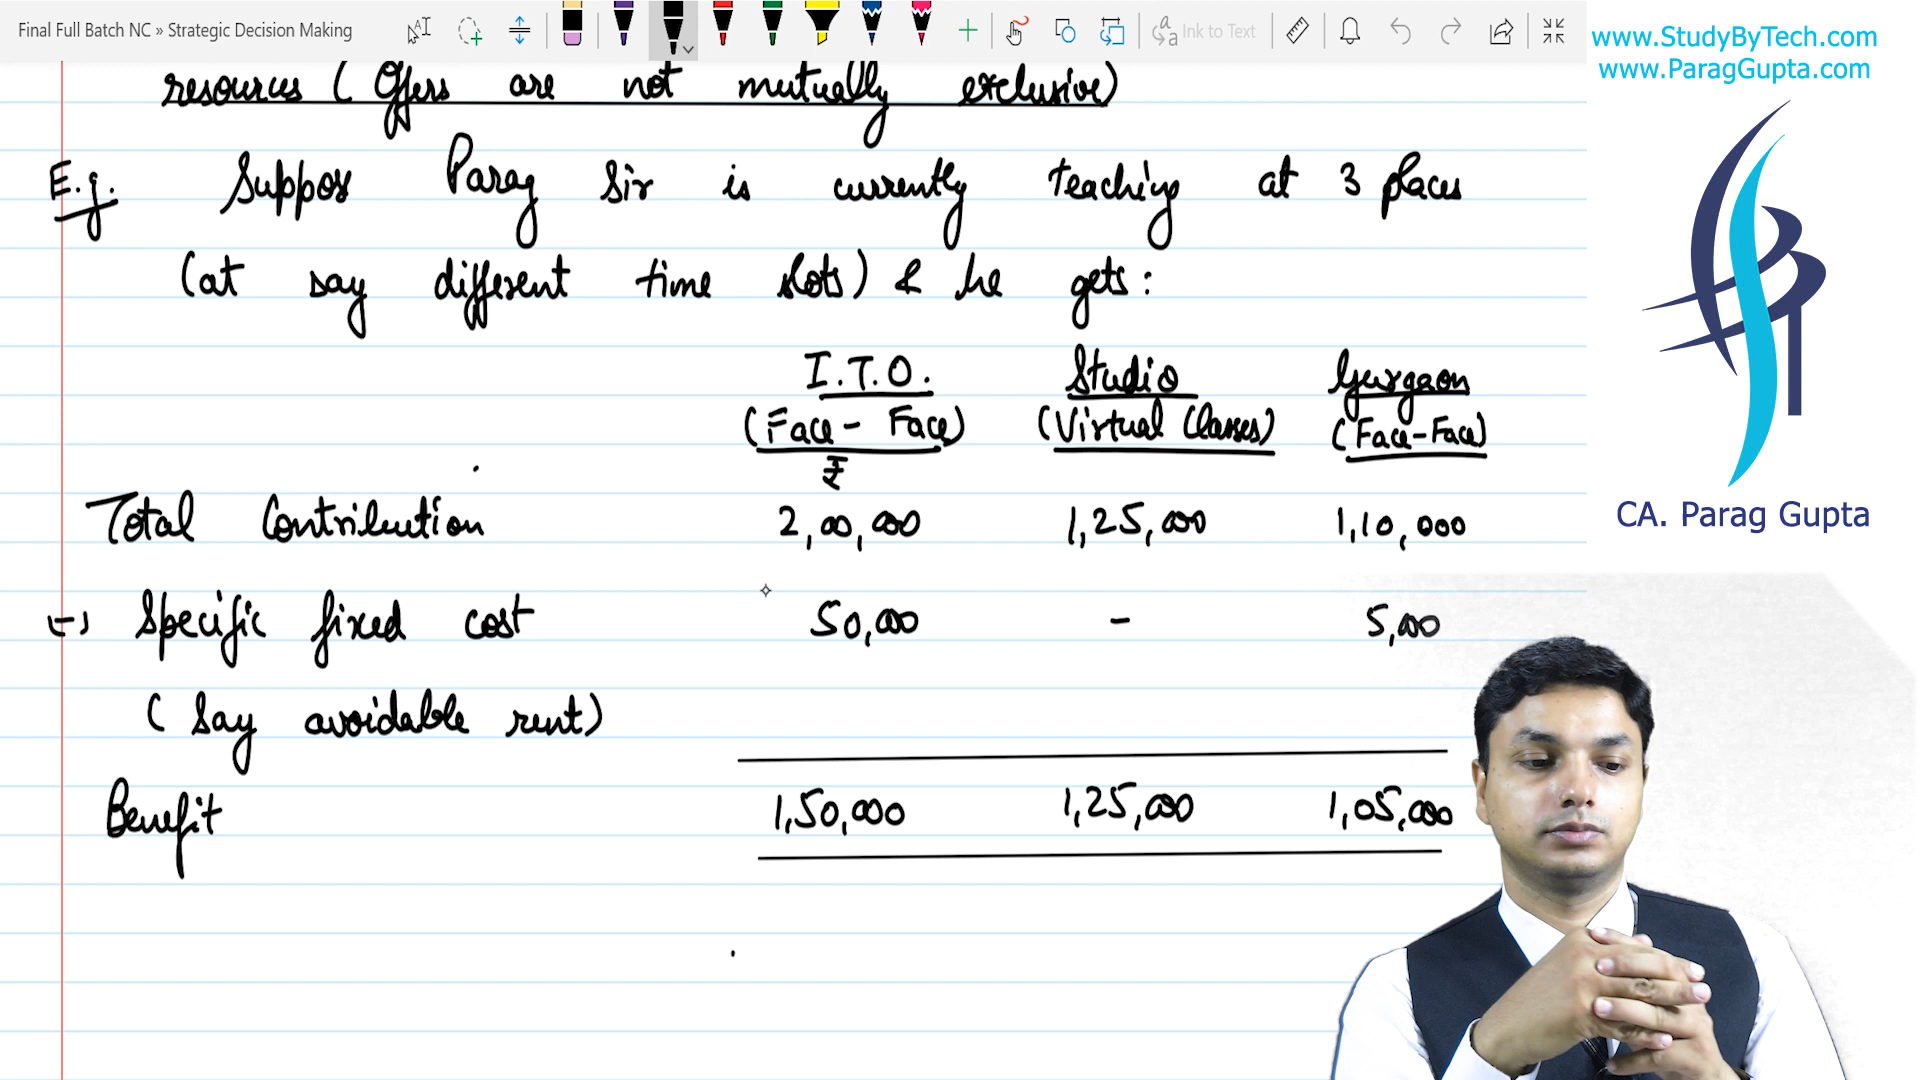 Final Full Batch NC » Strategic Decision Making
Ink to Text
www.StudyByTech.com
www.ParagGupta.com
resources (Offers are not mutually exclusive)
E.g. Suppose Parag Sir is currently teaching at 3 places
(at say different time slots) & he gets:
I.T.O. Studio Gurgaon
(Face - Face) (Virtual Classes) (Face-Face)
₹
Total Contribution 2,00,000 1,25,000 1,10,000
CA. Parag Gupta
(-) Specific fixed cost 50,000 - 5,000
(Say avoidable rent)
Benefit 1,50,000 1,25,000 1,05,000